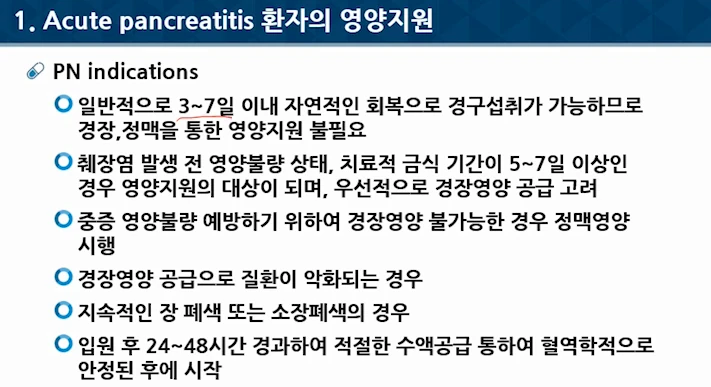 1. Acute pancreatitis 환자의 영양지원
PN indications
일반적으로 3~7일 이내 자연적인 회복으로 경구섭취가 가능하므로
경장,정맥을 통한 영양지원 불필요
췌장염 발생 전 영양불량 상태, 치료적 금식 기간이 5~7일 이상인
경우 영양지원의 대상이 되며, 우선적으로 경장영양 공급 고려
중증 영양불량 예방하기 위하여 경장영양 불가능한 경우 정맥영양
시행
경장영양 공급으로 질환이 악화되는 경우
지속적인 장 폐색 또는 소장폐색의 경우
입원 후 24~48시간 경과하여 적절한 수액공급 통하여 혈역학적으로
안정된 후에 시작